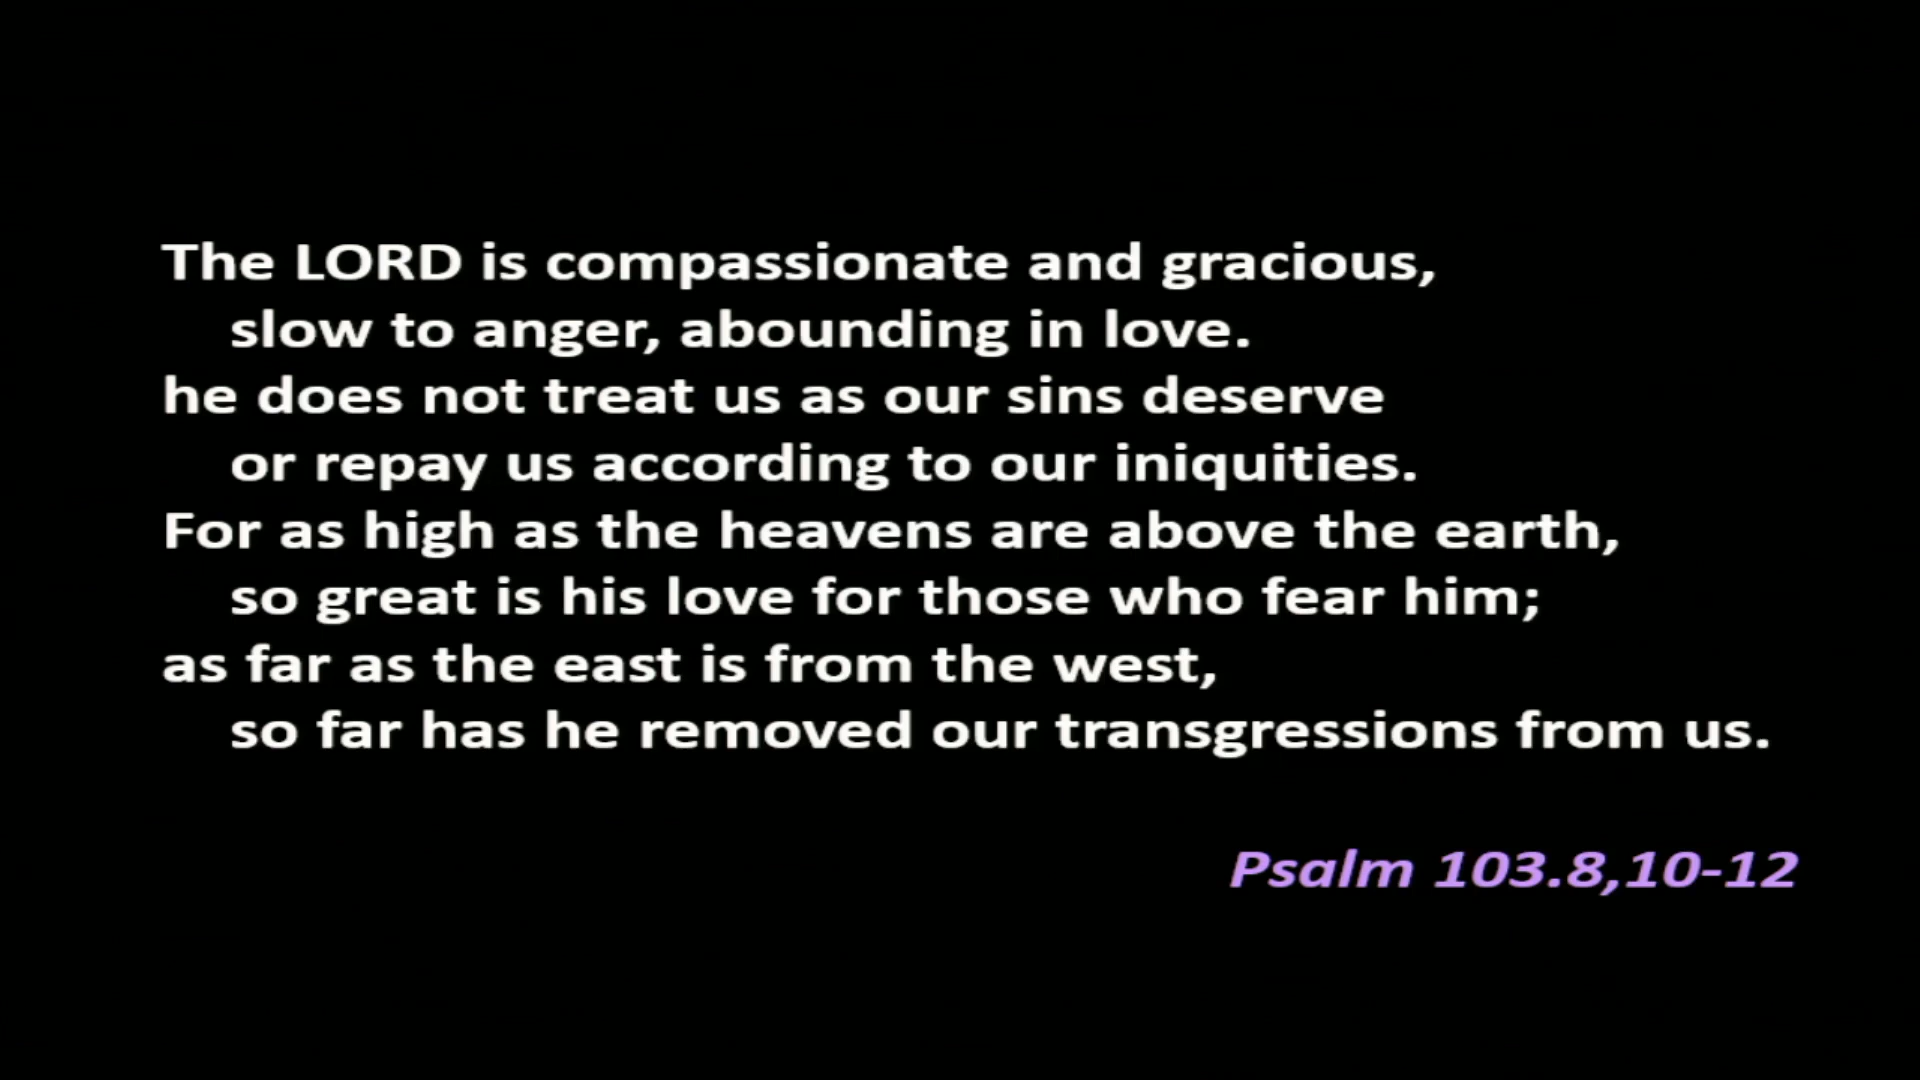 The LORD is compassionate and gracious,
slow to anger, abounding in love.
he does not treat us as our sins deserve
or repay us according to our iniquities.
For as high as the heavens are above the earth,
so great is his love for those who fear him;
as far as the east is from the west,
so far has he removed our transgressions from us.
Psalm 103.8,10-12